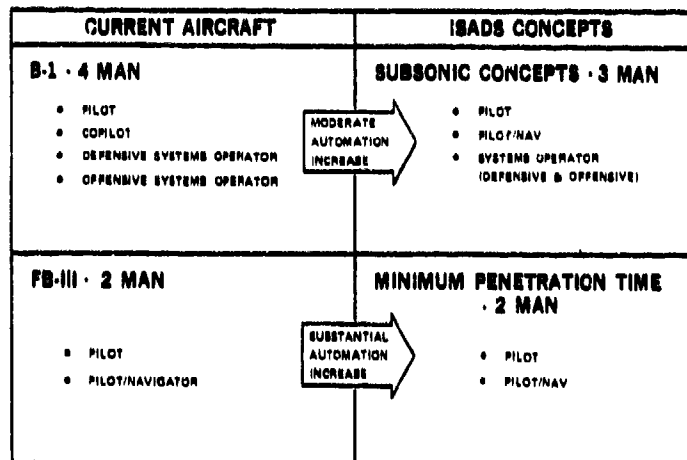 CURRENT AIRCRAFT
ISADS CONCEPTS
B-1 · 4 MAN
• PILOT
• COPILOT
• DEFENSIVE SYSTEMS OPERATOR
• OFFENSIVE SYSTEMS OPERATOR
MODERATE
AUTOMATION
INCREASE
SUBSONIC CONCEPTS · 3 MAN
• PILOT
• PILOT/NAV
• SYSTEMS OPERATOR
(DEFENSIVE & OFFENSIVE)
FB-III · 2 MAN
• PILOT
• PILOT/NAVIGATOR
SUBSTANTIAL
AUTOMATION
INCREASE
MINIMUM PENETRATION TIME
· 2 MAN
• PILOT
• PILOT/NAV